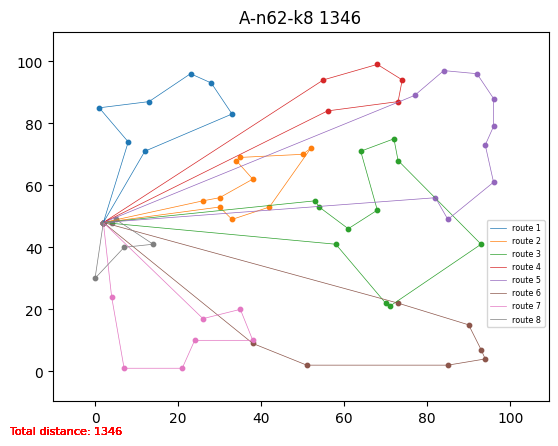 A-n62-k8 1346
100
80
60
40
20
0
0 20 40 60 80 100
route 1
route 2
route 3
route 4
route 5
route 6
route 7
route 8
Total distance: 1346